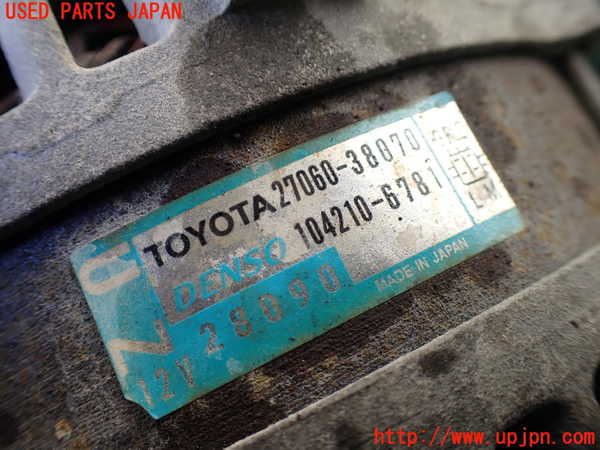 USED PARTS JAPAN
TOYOTA 27060-38070
DENSO 104210-6781
12V 28090
MADE IN JAPAN
http://www.upjpn.com/